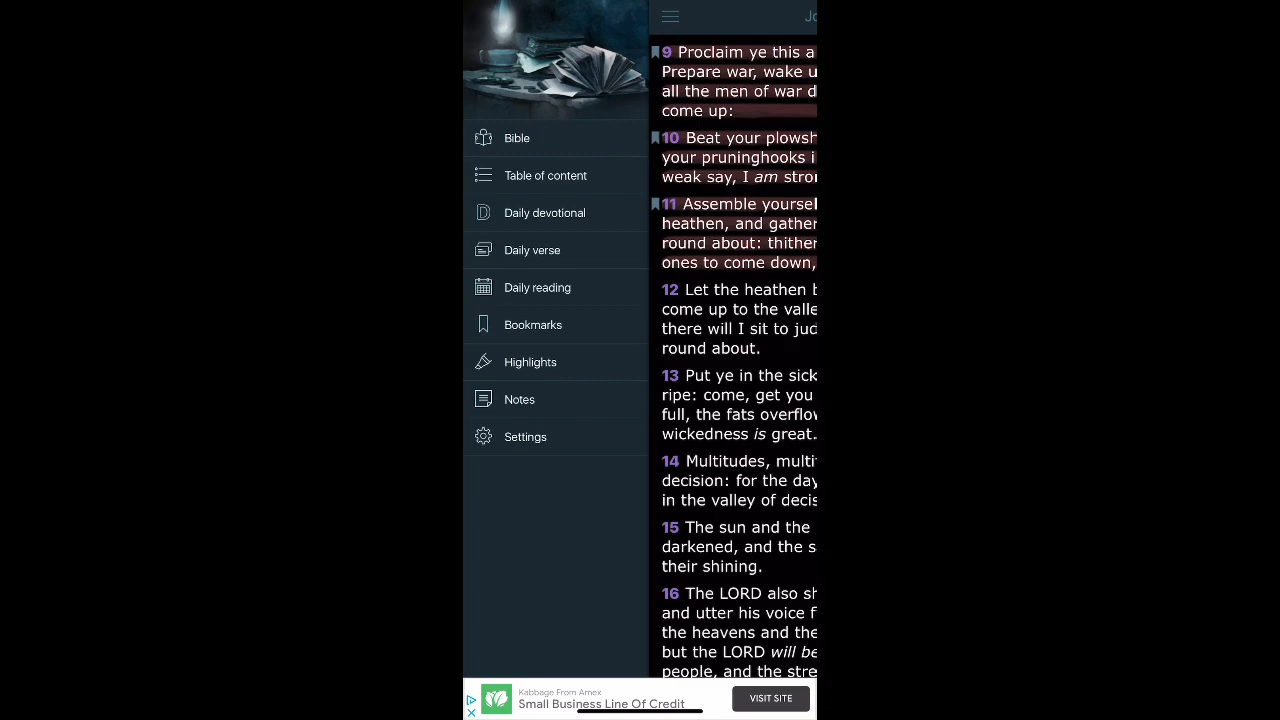 Bible
Table of content
Daily devotional
Daily verse
Daily reading
Bookmarks
Highlights
Notes
Settings
Jo
9 Proclaim ye this a
Prepare war, wake u
all the men of war d
come up:
10 Beat your plowsh
your pruninghooks i
weak say, I am stron
11 Assemble yoursel
heathen, and gather
round about: thither
ones to come down,
12 Let the heathen b
come up to the valle
there will I sit to jud
round about.
13 Put ye in the sick
ripe: come, get you
full, the fats overflow
wickedness is great.
14 Multitudes, multit
decision: for the day
in the valley of decis
15 The sun and the
darkened, and the s
their shining.
16 The LORD also sh
and utter his voice f
the heavens and the
but the LORD will be
people, and the stre
Kabbage From Amex
Small Business Line Of Credit
VISIT SITE